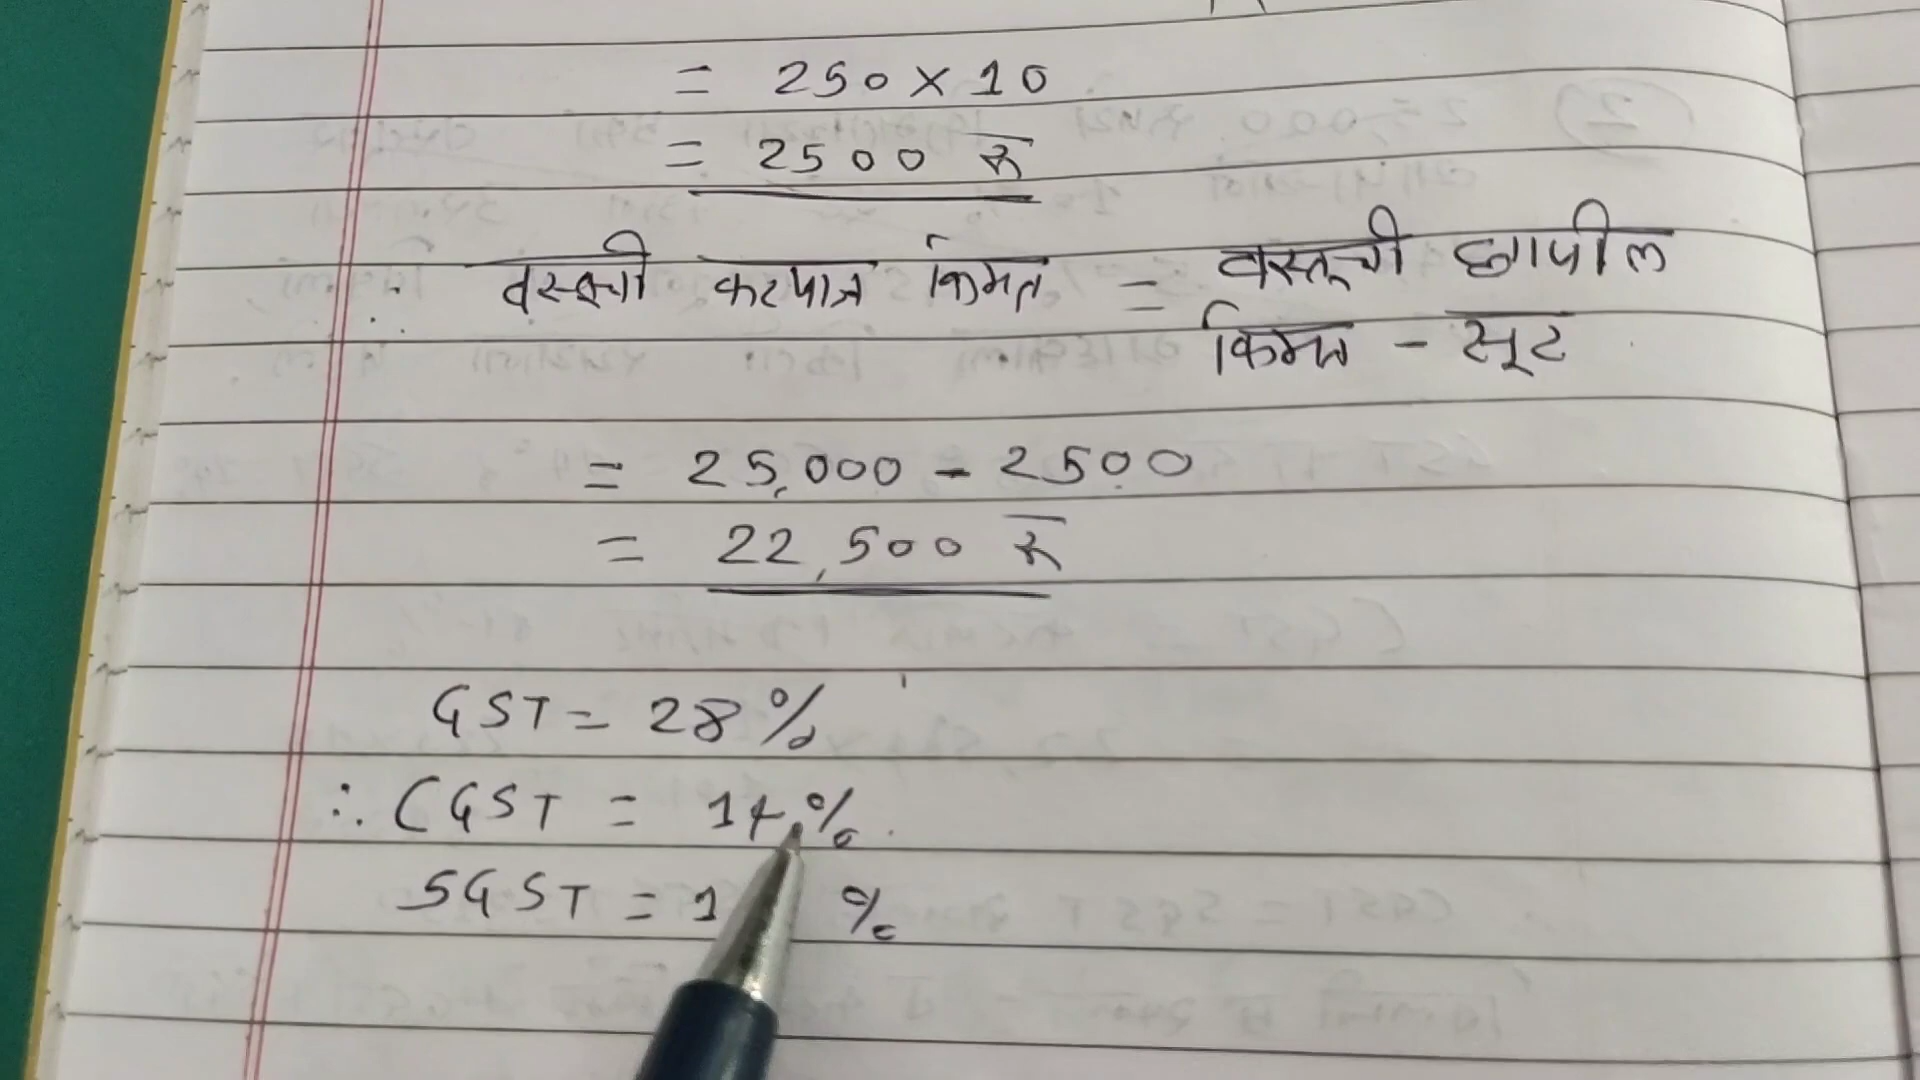 = 250 × 10
= 2500 रू
∴ वस्तूची करपात्र किंमत = वस्तूची छापील
किंमत - सूट
= 25,000 - 2500
= 22,500 रू
GST = 28%
∴ CGST = 14%
SGST = 1 %